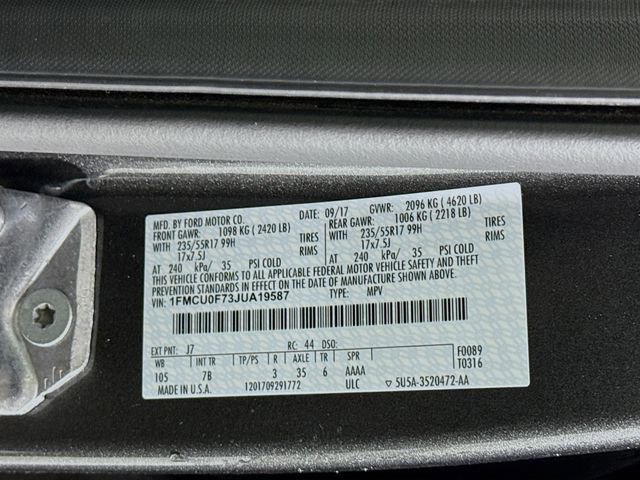 MFD. BY FORD MOTOR CO. 09/17 GVWR: 2096 KG ( 4620 LB)
FRONT GAWR: 1098 KG ( 2420 LB) REAR GAWR: 1006 KG ( 2218 LB)
235/55R17 99H TIRES 235/55R17 99H TIRES
17x7.5J RIMS 17x7.5J RIMS
AT 240 kPa/ 35 PSI COLD AT 240 kPa/ 35 PSI COLD
THIS VEHICLE CONFORMS TO ALL APPLICABLE FEDERAL MOTOR VEHICLE SAFETY AND THEFT
PREVENTION STANDARDS IN EFFECT ON THE DATE OF MANUFACTURE SHOWN ABOVE.
VIN: 1FMCU0F73JUA19587 TYPE: MPV
EXT PNT: J7 RC: 44 DSO:
WB INT TR TP/PS R AXLE TR SPR F0089
105 7B 3 35 6 AAAA T0316
MADE IN U.S.A. 1201709291772 ULC ▽ 5U5A-3520472-AA